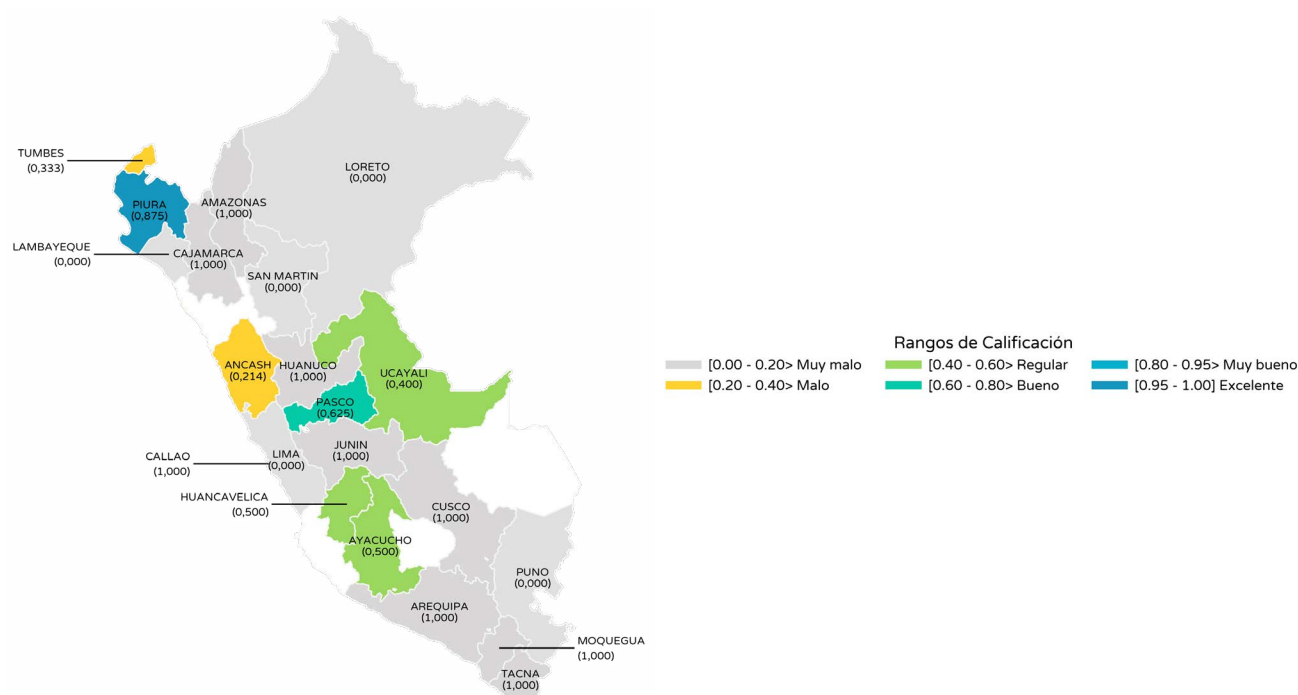 TUMBES
(0,333)
LORETO
(0,000)
PIURA
(0,875)
AMAZONAS
(1,000)
LAMBAYEQUE
(0,000)
CAJAMARCA
(1,000)
SAN MARTIN
(0,000)
ANCASH
(0,214)
HUANUCO
(1,000)
UCAYALI
(0,400)
PASCO
(0,625)
JUNIN
(1,000)
CALLAO
(1,000)
LIMA
(0,000)
HUANCAVELICA
(0,500)
CUSCO
(1,000)
AYACUCHO
(0,500)
PUNO
(0,000)
AREQUIPA
(1,000)
MOQUEGUA
(1,000)
TACNA
(1,000)
Rangos de Calificación
[0.00 - 0.20> Muy malo
[0.20 - 0.40> Malo
[0.40 - 0.60> Regular
[0.60 - 0.80> Bueno
[0.80 - 0.95> Muy bueno
[0.95 - 1.00] Excelente